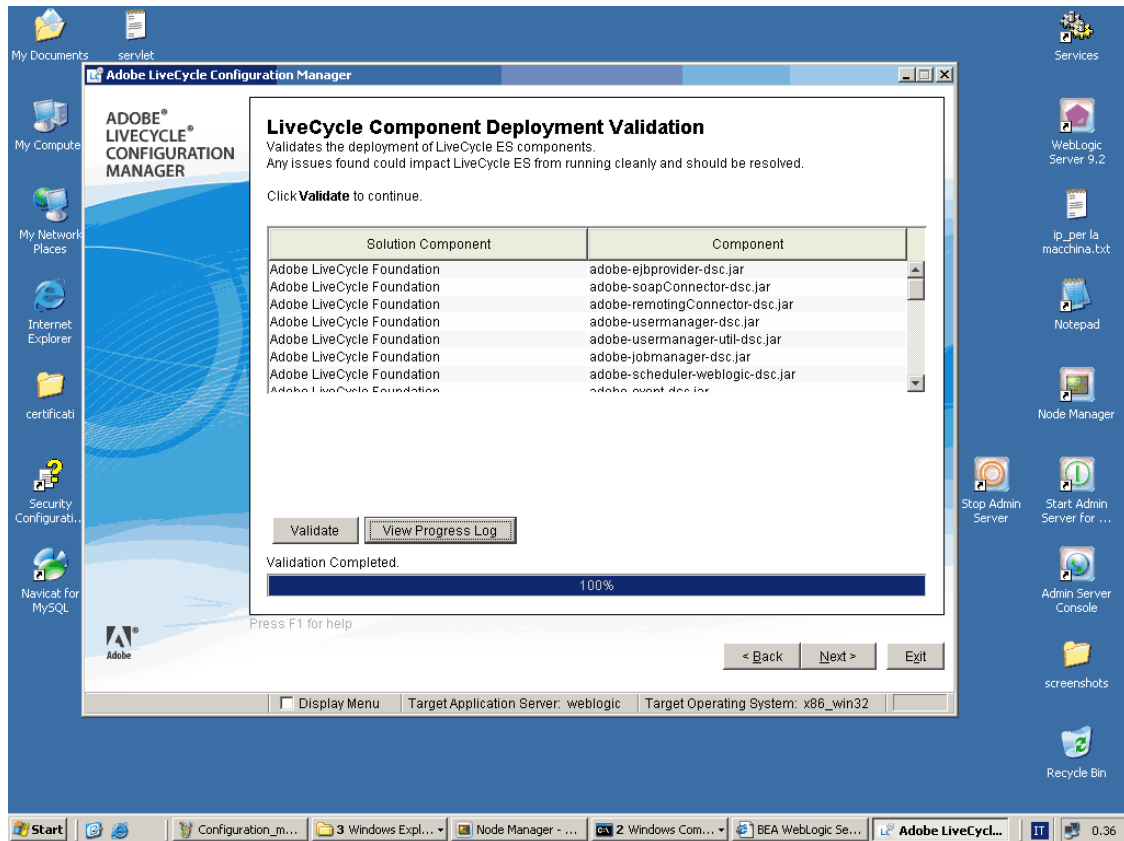 My Documents
servlet
Services
Adobe LiveCycle Configuration Manager
ADOBE®
LIVECYCLE®
CONFIGURATION
MANAGER
LiveCycle Component Deployment Validation
Validates the deployment of LiveCycle ES components.
Any issues found could impact LiveCycle ES from running cleanly and should be resolved.
Click Validate to continue.
My Compute
WebLogic
Server 9.2
Solution Component
Component
Adobe LiveCycle Foundation adobe-ejbprovider-dsc.jar
Adobe LiveCycle Foundation adobe-soapConnector-dsc.jar
Adobe LiveCycle Foundation adobe-remotingConnector-dsc.jar
Adobe LiveCycle Foundation adobe-usermanager-dsc.jar
Adobe LiveCycle Foundation adobe-usermanager-util-dsc.jar
Adobe LiveCycle Foundation adobe-jobmanager-dsc.jar
Adobe LiveCycle Foundation adobe-scheduler-weblogic-dsc.jar
Adobe LiveCycle Foundation adobe-event-dsc.jar
My Network
Places
ip_per la
macchina.txt
Internet
Explorer
Notepad
certificati
Node Manager
Security
Configurati...
Stop Admin
Server
Start Admin
Server for ...
Validate
View Progress Log
Validation Completed.
100%
Navicat for
MySQL
Admin Server
Console
Press F1 for help
Adobe
< Back
Next >
Exit
screenshots
Display Menu
Target Application Server: weblogic
Target Operating System: x86_win32
Recycle Bin
Start
Configuration_m...
3 Windows Expl...
Node Manager - ...
2 Windows Com...
BEA WebLogic Se...
Adobe LiveCycl...
IT
0.36